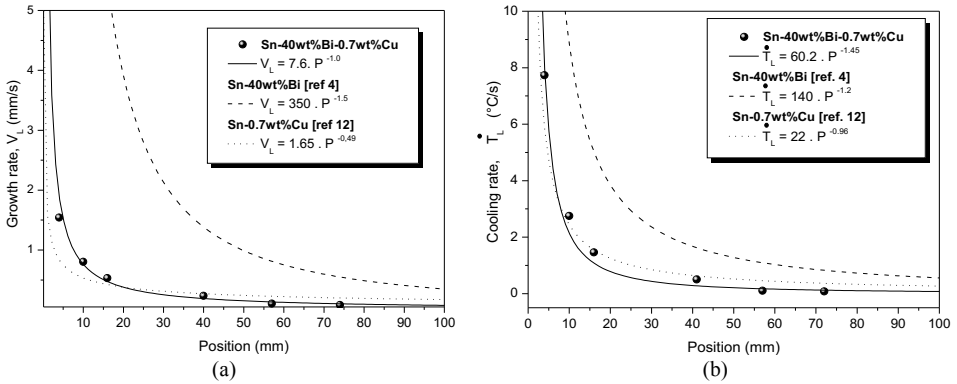 5
4
3
2
1
10 20 30 40 50 60 70 80 90 100
Growth rate, V_L (mm/s)
Position (mm)
Sn-40wt%Bi-0.7wt%Cu
V_L = 7.6. P^-1.0
Sn-40wt%Bi [ref 4]
V_L = 350 . P^-1.5
Sn-0.7wt%Cu [ref 12]
V_L = 1.65 . P^-0.49
(a)
10
8
6
4
2
0
0 10 20 30 40 50 60 70 80 90 100
Cooling rate, Ṫ_L (°C/s)
Position (mm)
Sn-40wt%Bi-0.7wt%Cu
Ṫ_L = 60.2 . P^-1.45
Sn-40wt%Bi [ref. 4]
Ṫ_L = 140 . P^-1.2
Sn-0.7wt%Cu [ref. 12]
Ṫ_L = 22 . P^-0.96
(b)